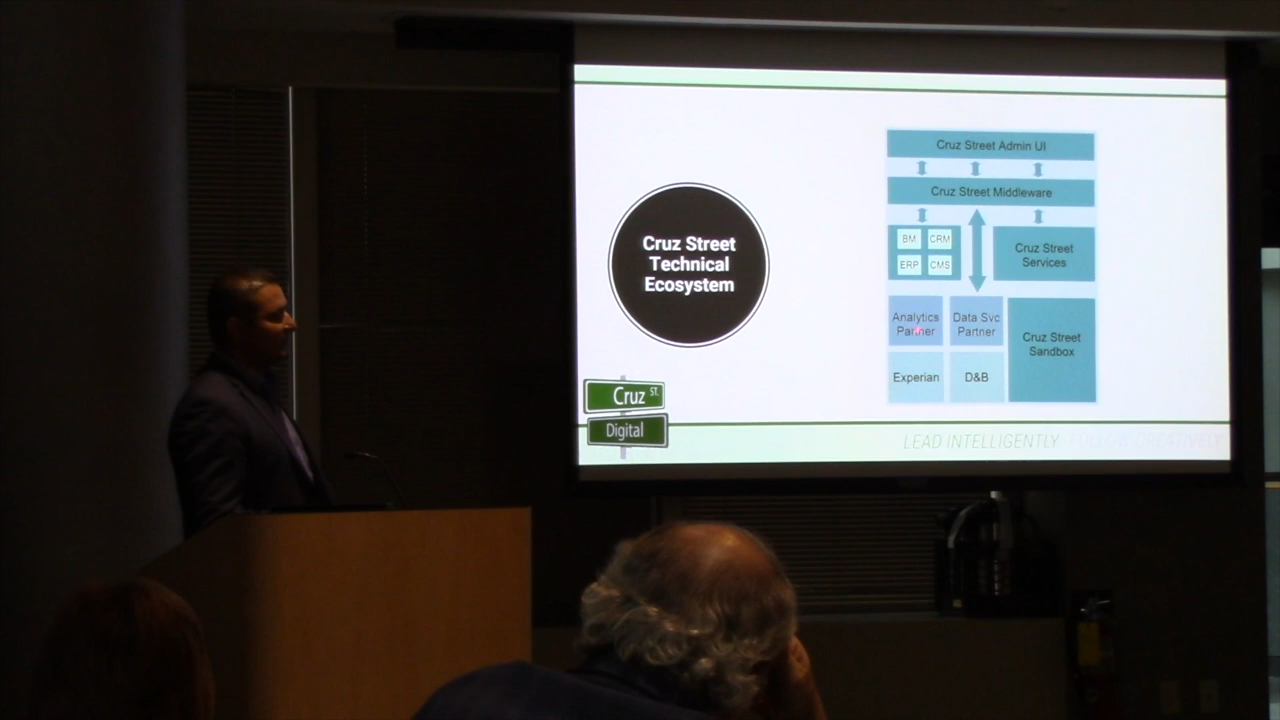 Cruz Street
Technical
Ecosystem
Cruz ST.
Digital
Cruz Street Admin UI
Cruz Street Middleware
BM CRM
ERP CMS
Cruz Street
Services
Analytics
Partner
Data Svc
Partner
Cruz Street
Sandbox
Experian
D&B
LEAD INTELLIGENTLY